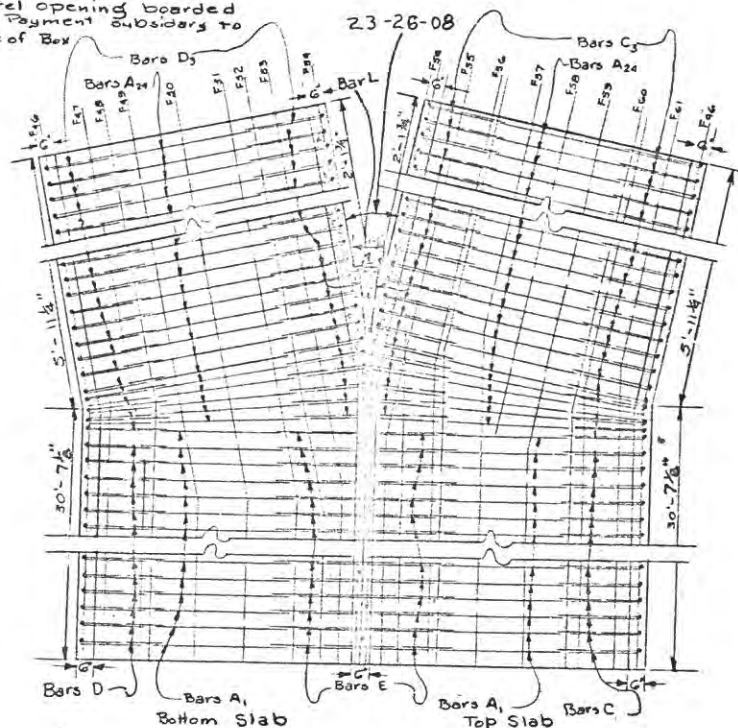 rel opening boarded
Payment subsidary to
of Box
23-26-08
Bars D3
Bars C3
Bars A24
Bar L
Bars A24
F46
F47
F48
F49
F50
F51
F52
F53
F54
F54
F55
F56
F57
F58
F59
F60
F61
F46
6"
6"
6"
6"
2'-1¾"
2'-1¾"
5'-11¼"
5'-11¼"
30'-7⅛"
30'-7⅛"
6"
6"
6"
Bars D
Bars A1
Bars E
Bars A1
Bars C
Bottom Slab
Top Slab